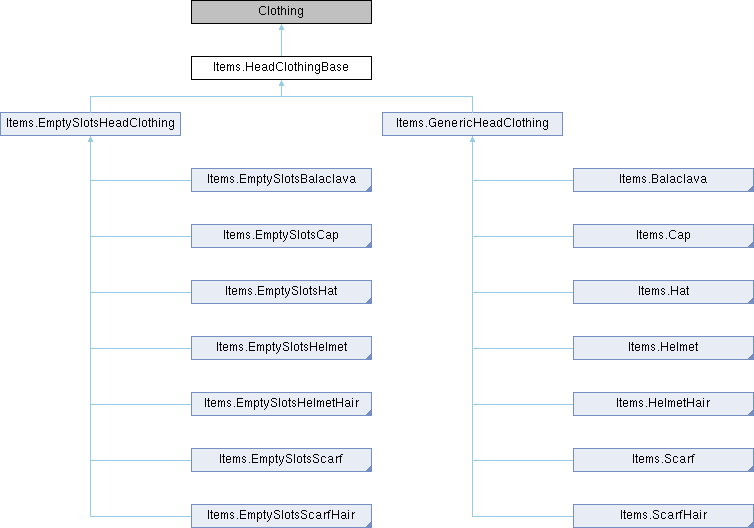 Clothing
Items.HeadClothingBase
Items.EmptySlotsHeadClothing
Items.GenericHeadClothing
Items.EmptySlotsBalaclava
Items.Balaclava
Items.EmptySlotsCap
Items.Cap
Items.EmptySlotsHat
Items.Hat
Items.EmptySlotsHelmet
Items.Helmet
Items.EmptySlotsHelmetHair
Items.HelmetHair
Items.EmptySlotsScarf
Items.Scarf
Items.EmptySlotsScarfHair
Items.ScarfHair